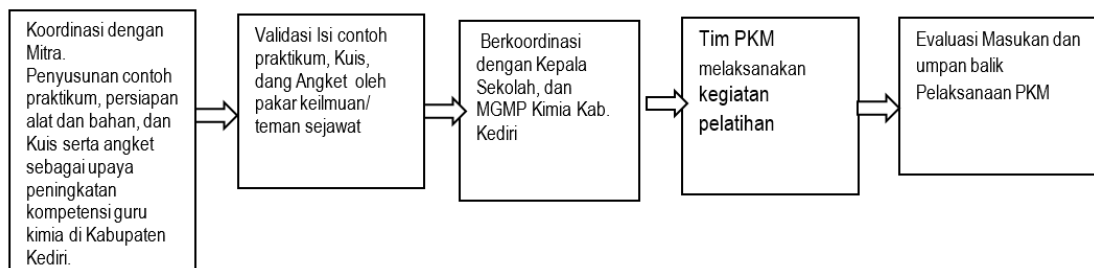 Koordinasi dengan
Mitra.
Penyusunan contoh
praktikum, persiapan
alat dan bahan, dan
Kuis serta angket
sebagai upaya
peningkatan
kompetensi guru
kimia di Kabupaten
Kediri.
Validasi Isi contoh
praktikum, Kuis,
dang Angket oleh
pakar keilmuan/
teman sejawat
Berkoordinasi
dengan Kepala
Sekolah, dan
MGMP Kimia Kab.
Kediri
Tim PKM
melaksanakan
kegiatan
pelatihan
Evaluasi Masukan dan
umpan balik
Pelaksanaan PKM